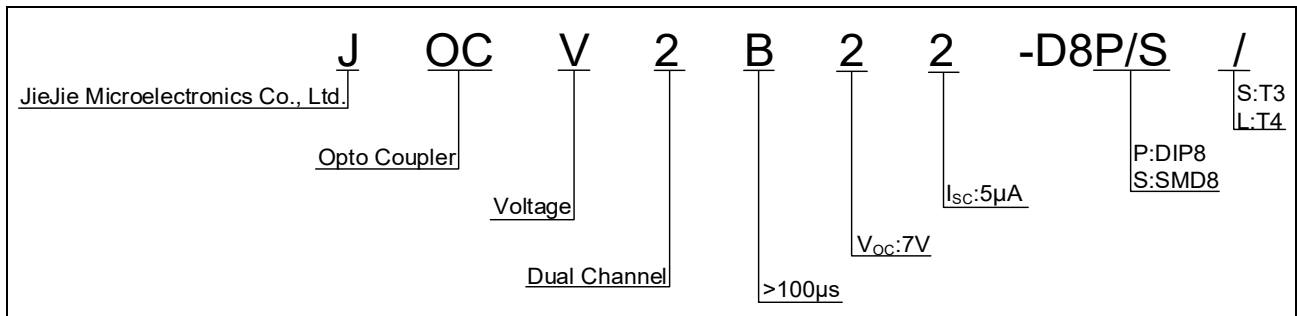 J OC V 2 B 2 2 -D8P/S /
JieJie Microelectronics Co., Ltd.
S:T3
L:T4
Opto Coupler
P:DIP8
S:SMD8
Voltage
ISC:5µA
VOC:7V
Dual Channel
>100µs